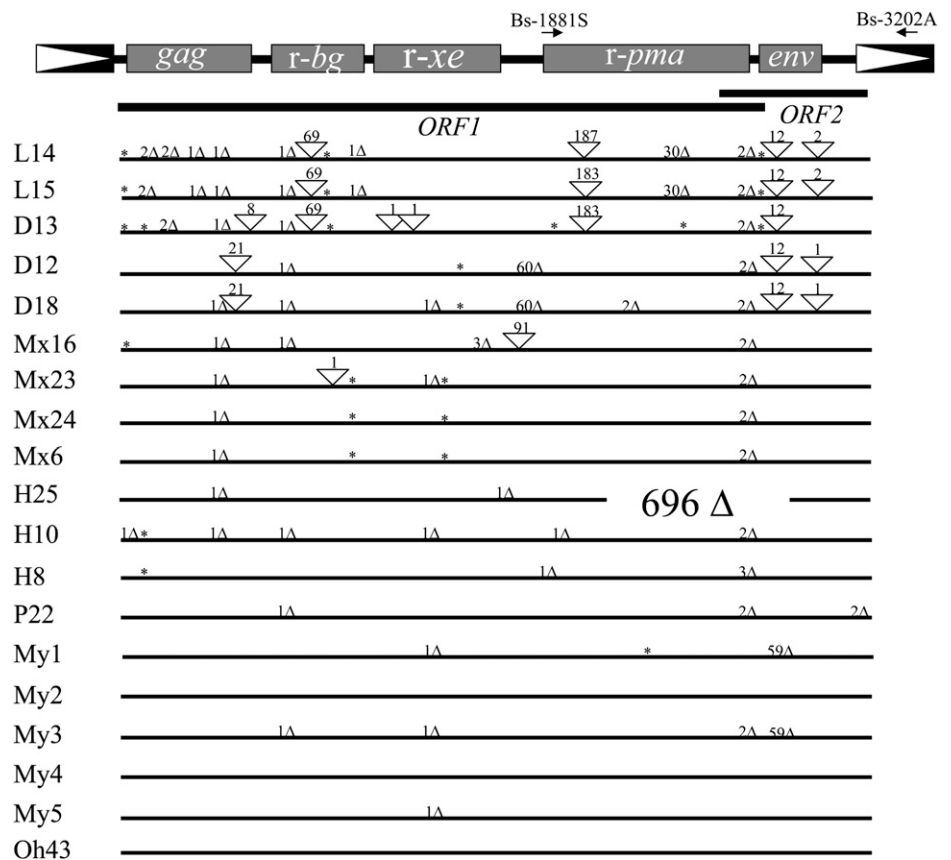 Bs-1881S Bs-3202A
gag r-bg r-xe r-pma env
ORF1 ORF2
L14 * 2Δ 2Δ 1Δ 1Δ 1Δ 69 * 1Δ 187 30Δ 2Δ * 12 2
L15 * 2Δ 1Δ 1Δ 1Δ 69 * 1Δ 183 30Δ 2Δ * 12 2
D13 * * 2Δ 8 1Δ 69 * 1 1 * 183 * 2Δ * 12
D12 21 1Δ * 60Δ 2Δ 12 1
D18 1Δ 21 1Δ 1Δ * 60Δ 2Δ 2Δ 12 1
Mx16 * 1Δ 1Δ 3Δ 91 2Δ
Mx23 1Δ 1 * 1Δ * 2Δ
Mx24 1Δ * * 2Δ
Mx6 1Δ * * 2Δ
H25 1Δ 1Δ 696 Δ
H10 1Δ * 1Δ 1Δ 1Δ 1Δ 2Δ
H8 * 1Δ 3Δ
P22 1Δ 2Δ 2Δ
My1 1Δ * 59Δ
My2
My3 1Δ 1Δ 2Δ 59Δ
My4
My5 1Δ
Oh43